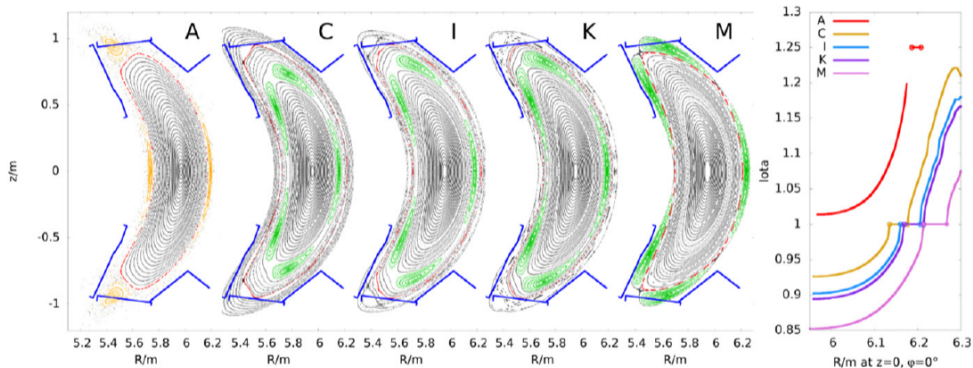 A C I K M
1
0.5
0
-0.5
-1
z/m
5.2 5.4 5.6 5.8 6 6.2 5.4 5.6 5.8 6 6.2 5.4 5.6 5.8 6 6.2 5.4 5.6 5.8 6 6.2 5.4 5.6 5.8 6 6.2
R/m R/m R/m R/m R/m
1.3
1.25
1.2
1.15
1.1
1.05
1
0.95
0.9
0.85
Iota
A
C
I
K
M
6 6.1 6.2 6.3
R/m at z=0, φ=0°